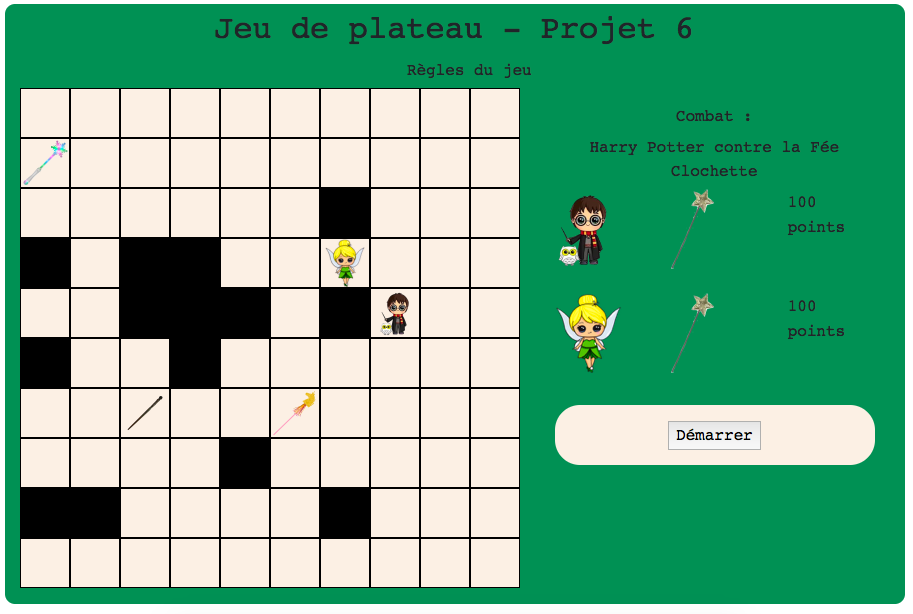 Jeu de plateau - Projet 6
Règles du jeu
Combat :
Harry Potter contre la Fée
Clochette
100
points
100
points
Démarrer